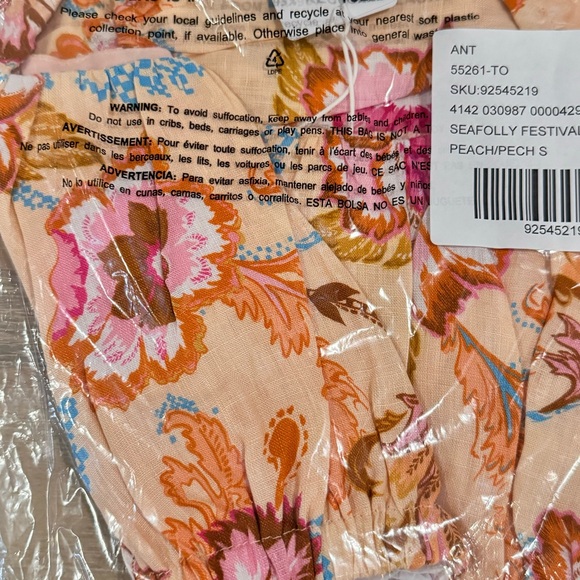 Please check your local guidelines and recycle at your nearest soft plastic
collection point, if available. Otherwise place into general was
LDPE
WARNING: To avoid suffocation, keep away from babies and children.
Do not use in cribs, beds, carriages or play pens. THIS BAG IS NOT A T
AVERTISSEMENT: Pour éviter toute suffocation, tenir à l'écart des bébés et des
Ne pas utiliser dans les berceaux, les lits, les voitures ou les parcs de jeu. CE SAC N'EST
ADVERTENCIA: Para evitar asfixia, mantener alejado de bebés y niños
No lo utilice en cunas, camas, carritos o corralitos. ESTA BOLSA NO ES UN
ANT
55261-TO
SKU:92545219
4142 030987 0000429
SEAFOLLY FESTIVAL
PEACH/PECH S
92545219